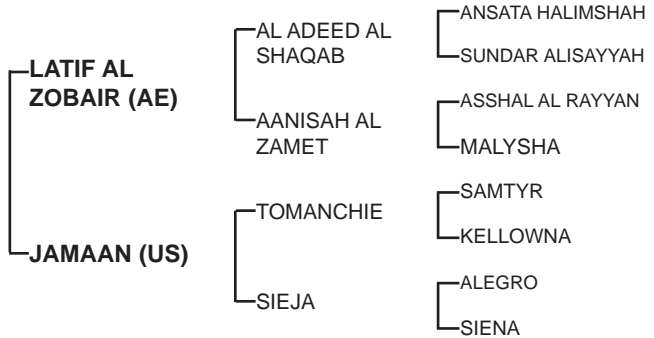 LATIF AL
ZOBAIR (AE)
AL ADEED AL
SHAQAB
ANSATA HALIMSHAH
SUNDAR ALISAYYAH
AANISAH AL
ZAMET
ASSHAL AL RAYYAN
MALYSHA
JAMAAN (US)
TOMANCHIE
SAMTYR
KELLOWNA
SIEJA
ALEGRO
SIENA